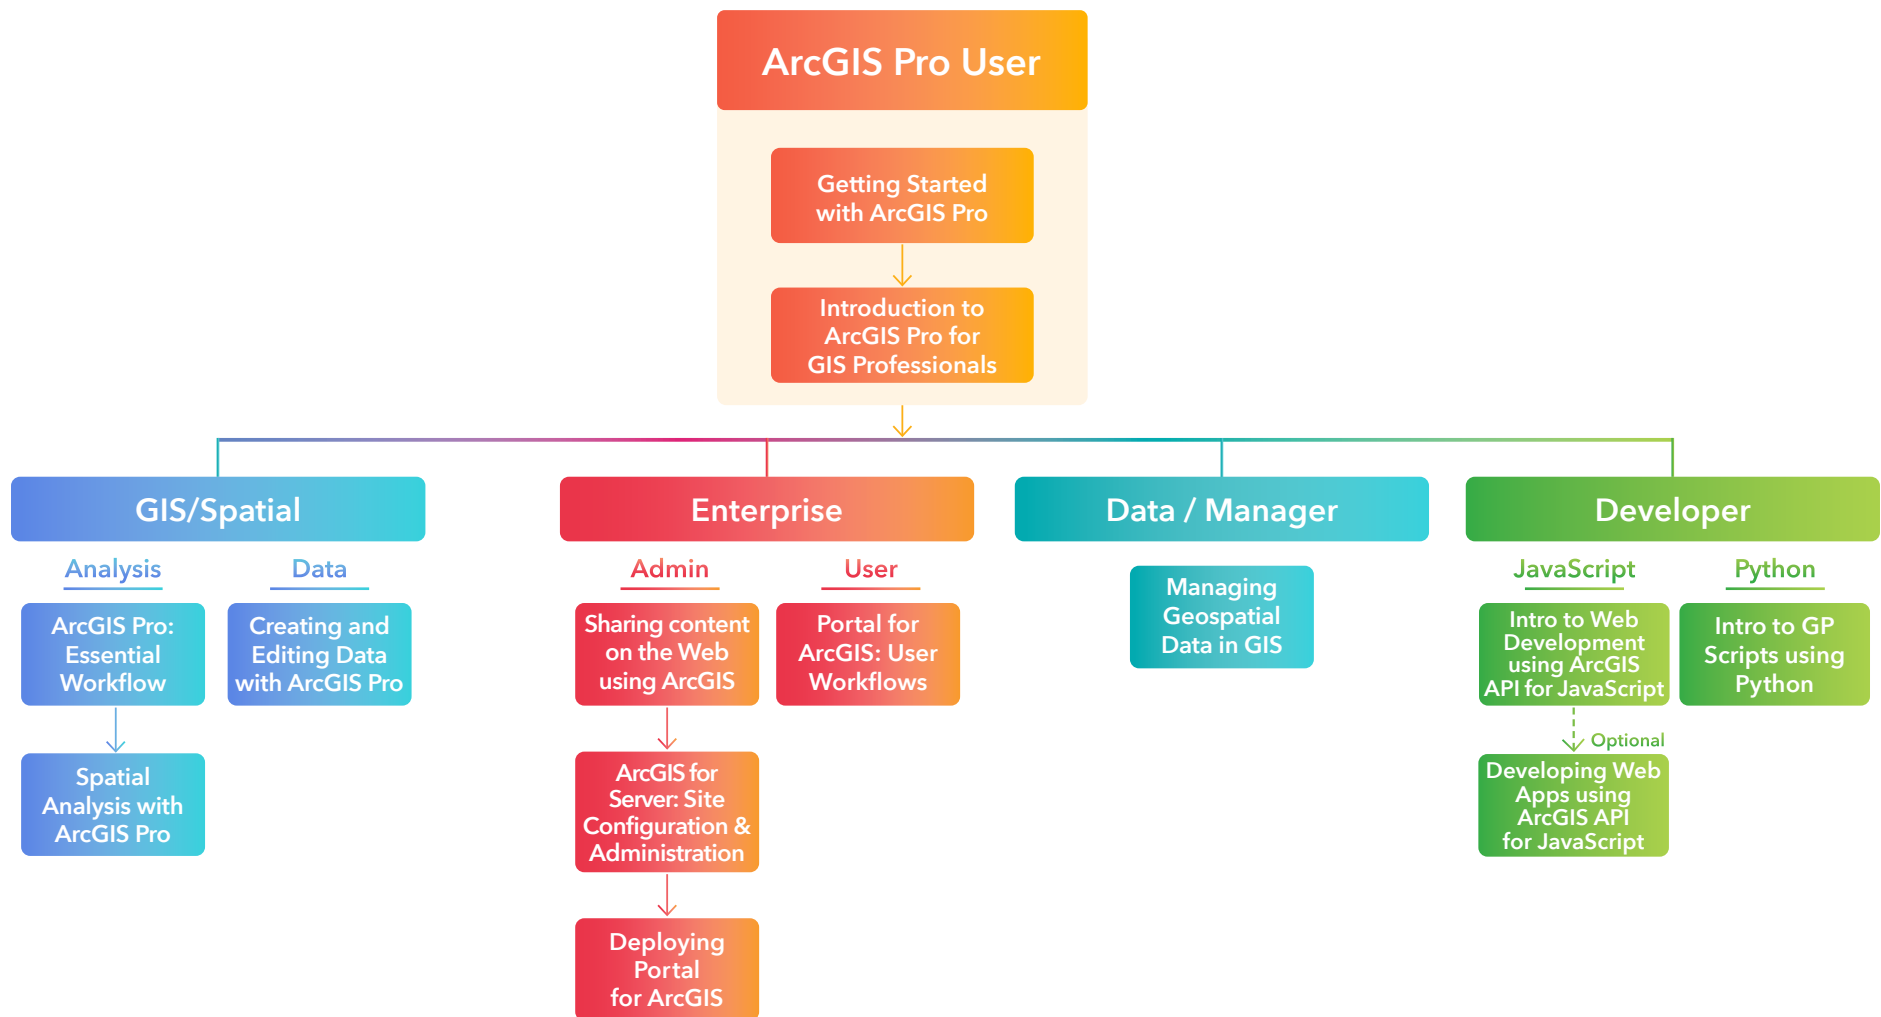 ArcGIS Pro User
Getting Started
with ArcGIS Pro
Introduction to
ArcGIS Pro for
GIS Professionals
GIS/Spatial
Analysis
ArcGIS Pro:
Essential
Workflow
Spatial
Analysis with
ArcGIS Pro
Data
Creating and
Editing Data
with ArcGIS Pro
Enterprise
Admin
Sharing content
on the Web
using ArcGIS
ArcGIS for
Server: Site
Configuration &
Administration
Deploying
Portal
for ArcGIS
User
Portal for
ArcGIS: User
Workflows
Data / Manager
Managing
Geospatial
Data in GIS
Developer
JavaScript
Intro to Web
Development
using ArcGIS
API for JavaScript
Optional
Developing Web
Apps using
ArcGIS API
for JavaScript
Python
Intro to GP
Scripts using
Python